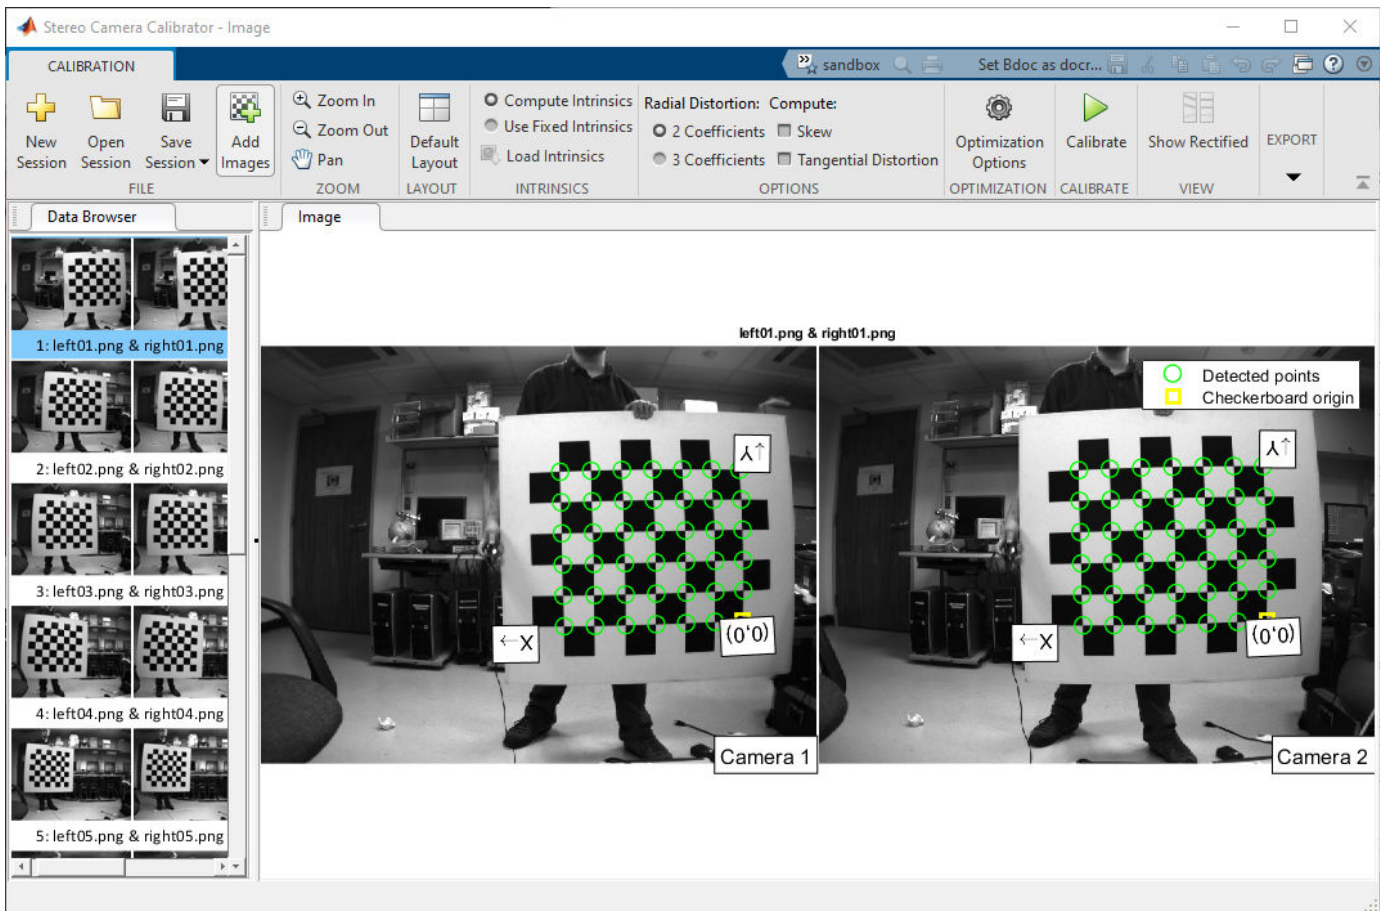 Stereo Camera Calibrator - Image
CALIBRATION
sandbox
Set Bdoc as docr...
New Session
Open Session
Save Session
Add Images
FILE
Zoom In
Zoom Out
Pan
ZOOM
Default Layout
LAYOUT
Compute Intrinsics
Use Fixed Intrinsics
Load Intrinsics
INTRINSICS
Radial Distortion: Compute:
2 Coefficients Skew
3 Coefficients Tangential Distortion
OPTIONS
Optimization Options
OPTIMIZATION
Calibrate
CALIBRATE
Show Rectified
VIEW
EXPORT
Data Browser
1: left01.png & right01.png
2: left02.png & right02.png
3: left03.png & right03.png
4: left04.png & right04.png
5: left05.png & right05.png
Image
left01.png & right01.png
Detected points
Checkerboard origin
Y↑
←X
(0,0)
Camera 1
Y↑
←X
(0,0)
Camera 2